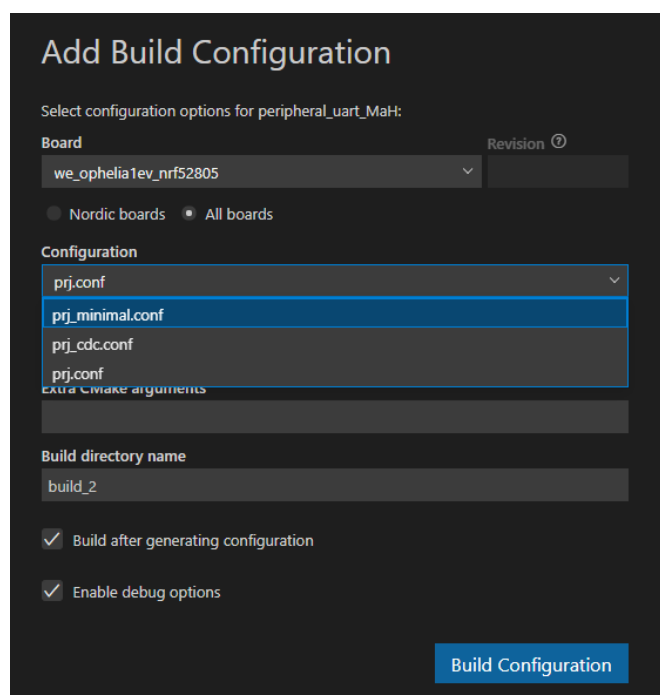 Add Build Configuration
Select configuration options for peripheral_uart_MaH:
Board
Revision ?
we_ophelia1ev_nrf52805
Nordic boards All boards
Configuration
prj.conf
prj_minimal.conf
prj_cdc.conf
prj.conf
Extra CMake arguments
Build directory name
build_2
Build after generating configuration
Enable debug options
Build Configuration